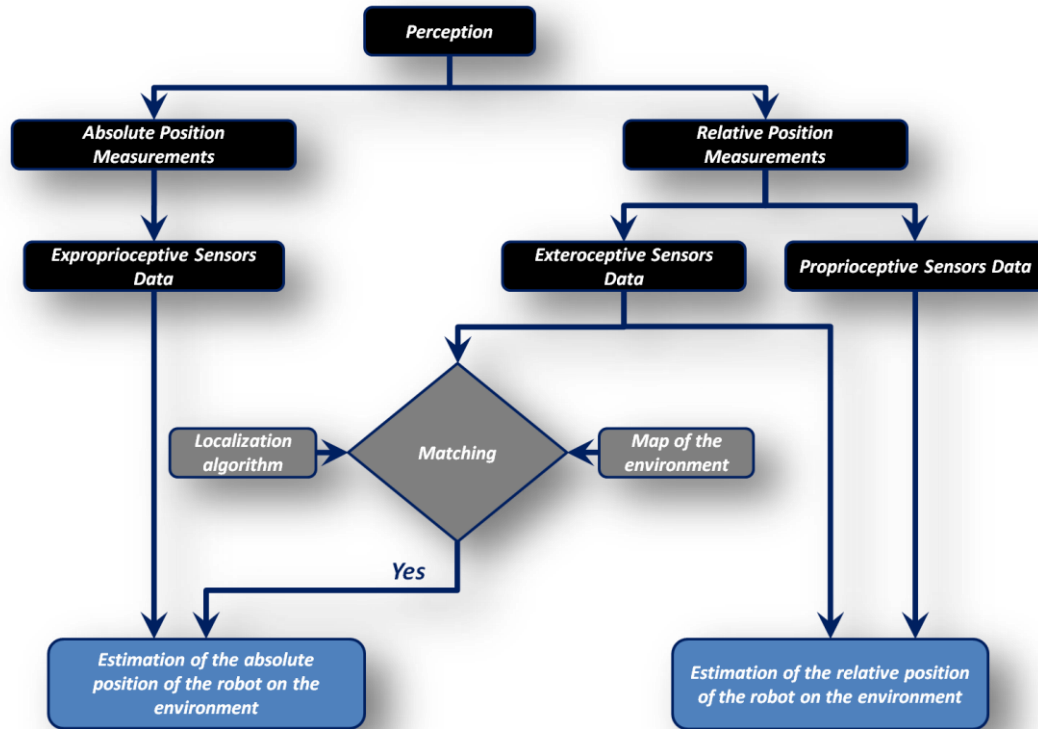 Perception
Absolute Position
Measurements
Relative Position
Measurements
Exproprioceptive Sensors
Data
Exteroceptive Sensors
Data
Proprioceptive Sensors Data
Localization
algorithm
Matching
Map of the
environment
Yes
Estimation of the absolute
position of the robot on the
environment
Estimation of the relative position
of the robot on the environment